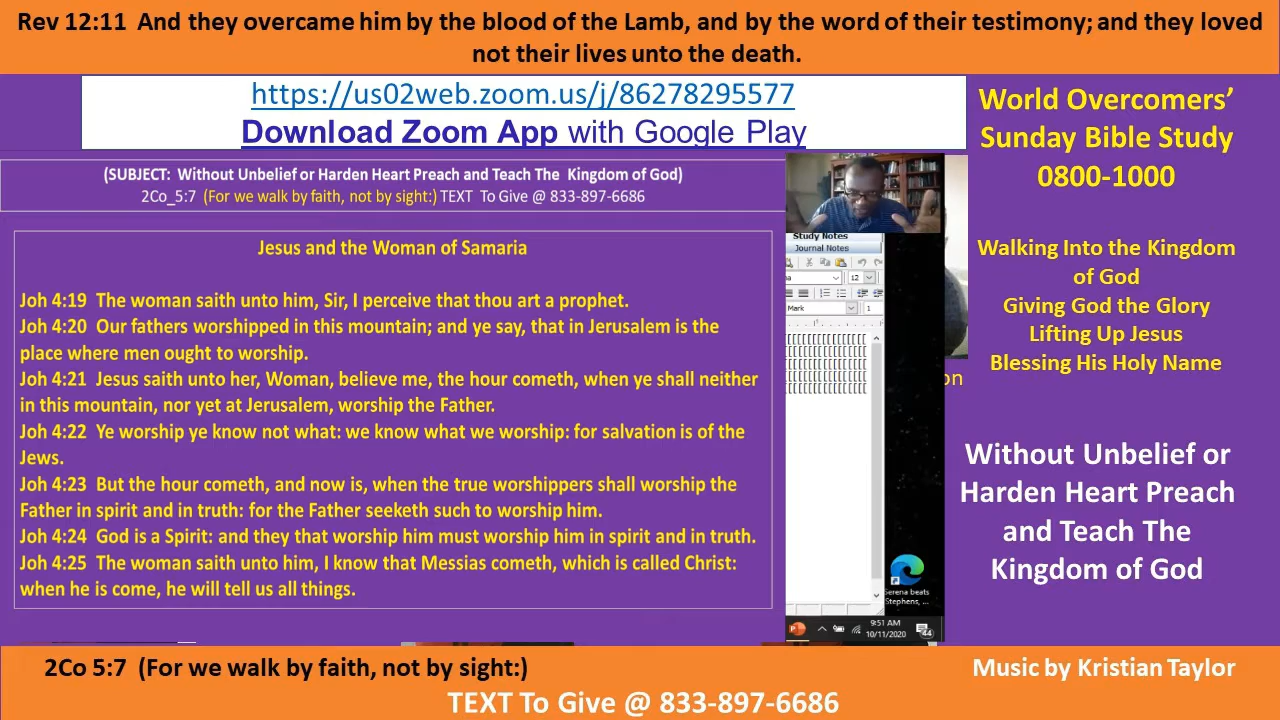 Rev 12:11  And they overcame him by the blood of the Lamb, and by the word of their testimony; and they loved
not their lives unto the death.
https://us02web.zoom.us/j/86278295577
Download Zoom App with Google Play
World Overcomers’
Sunday Bible Study
0800-1000
(SUBJECT:  Without Unbelief or Harden Heart Preach and Teach The  Kingdom of God)
2Co_5:7  (For we walk by faith, not by sight:) TEXT  To Give @ 833-897-6686
Jesus and the Woman of Samaria
Joh 4:19  The woman saith unto him, Sir, I perceive that thou art a prophet.
Joh 4:20  Our fathers worshipped in this mountain; and ye say, that in Jerusalem is the
place where men ought to worship.
Joh 4:21  Jesus saith unto her, Woman, believe me, the hour cometh, when ye shall neither
in this mountain, nor yet at Jerusalem, worship the Father.
Joh 4:22  Ye worship ye know not what: we know what we worship: for salvation is of the
Jews.
Joh 4:23  But the hour cometh, and now is, when the true worshippers shall worship the
Father in spirit and in truth: for the Father seeketh such to worship him.
Joh 4:24  God is a Spirit: and they that worship him must worship him in spirit and in truth.
Joh 4:25  The woman saith unto him, I know that Messias cometh, which is called Christ:
when he is come, he will tell us all things.
Study Notes
Journal Notes
12
Mark
1
Serena beats
Stephens, ...
9:51 AM
10/11/2020
44
Walking Into the Kingdom
of God
Giving God the Glory
Lifting Up Jesus
Blessing His Holy Name
on
Without Unbelief or
Harden Heart Preach
and Teach The
Kingdom of God
2Co 5:7  (For we walk by faith, not by sight:)
Music by Kristian Taylor
TEXT To Give @ 833-897-6686